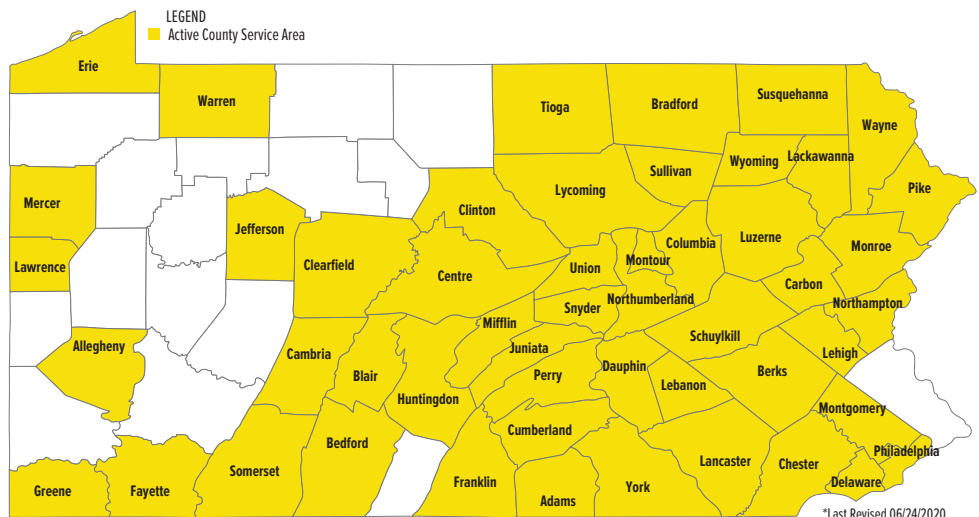 LEGEND
Active County Service Area
Erie
Warren
Tioga
Bradford
Susquehanna
Wayne
Wyoming
Lackawanna
Sullivan
Lycoming
Pike
Mercer
Clinton
Jefferson
Columbia
Luzerne
Monroe
Lawrence
Clearfield
Centre
Union
Montour
Carbon
Northampton
Snyder
Northumberland
Mifflin
Schuylkill
Allegheny
Cambria
Juniata
Lehigh
Blair
Perry
Dauphin
Lebanon
Berks
Huntingdon
Montgomery
Cumberland
Bedford
Philadelphia
Somerset
Lancaster
Chester
Greene
Fayette
Franklin
Delaware
Adams
York
*Last Revised 06/24/2020